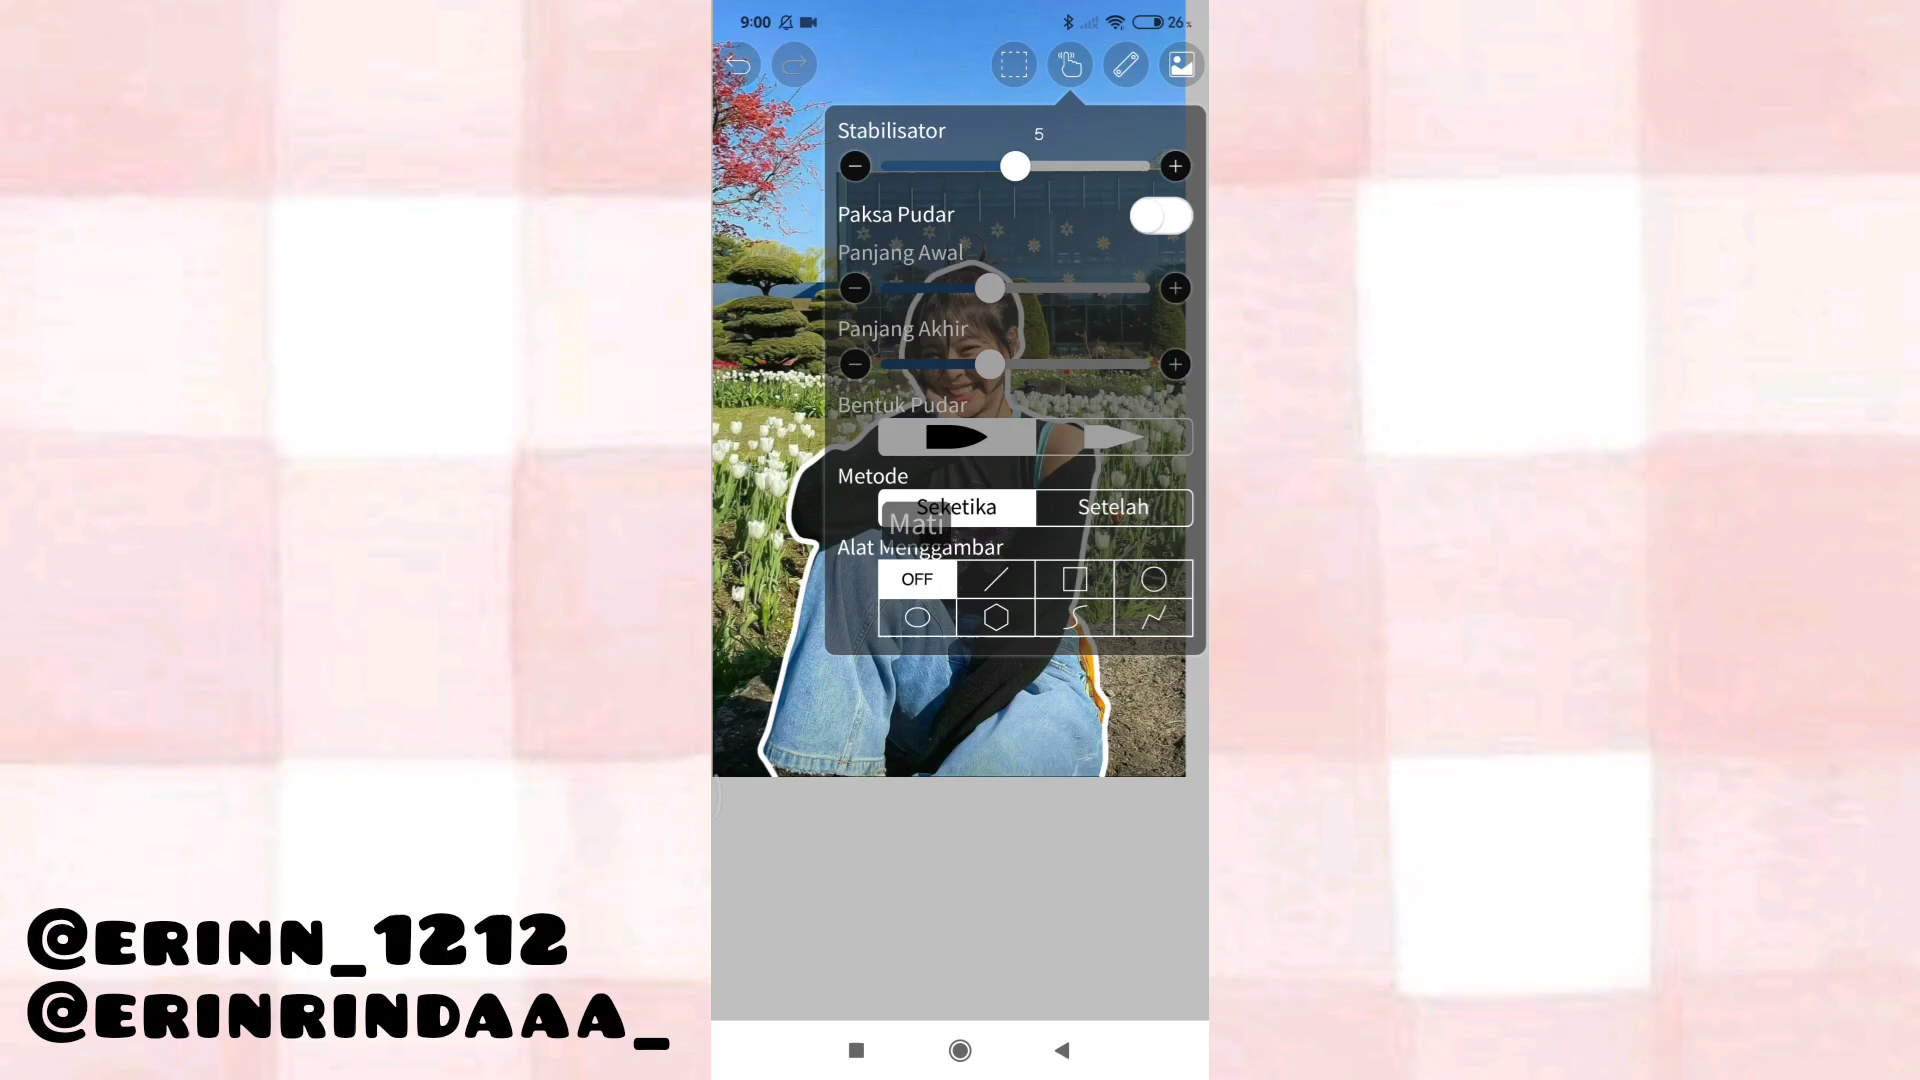 9:00
26%
Stabilisator
5
Paksa Pudar
Panjang Awal
Panjang Akhir
Bentuk Pudar
Metode
Seketika
Setelah
Mati
Alat Menggambar
OFF
@ERINN_1212
@ERINRINDAAA_